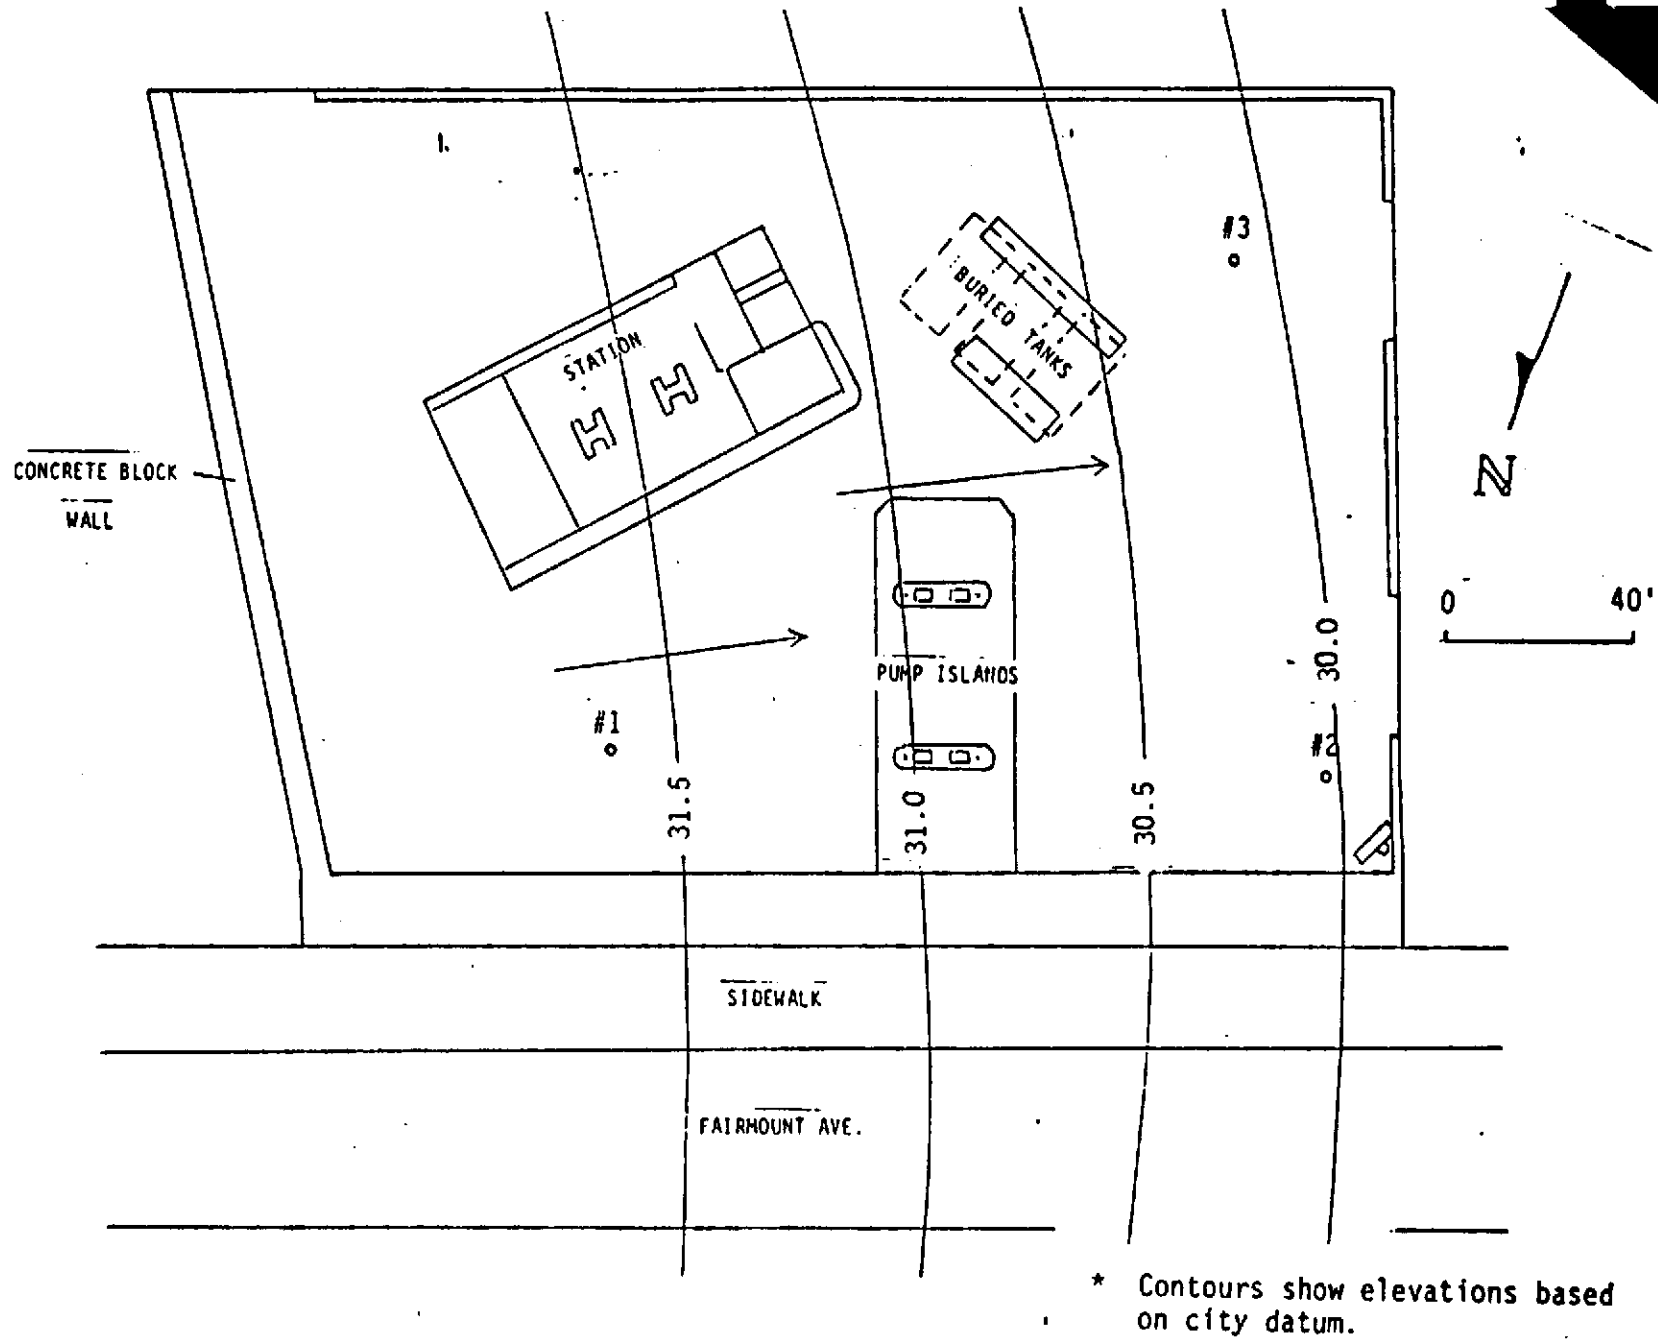 #3
BURIED TANKS
STATION
CONCRETE BLOCK
WALL
N
0 40'
30.0
PUMP ISLANDS
#1
#2
31.5
31.0
30.5
SIDEWALK
FAIRMOUNT AVE.
* Contours show elevations based
on city datum.